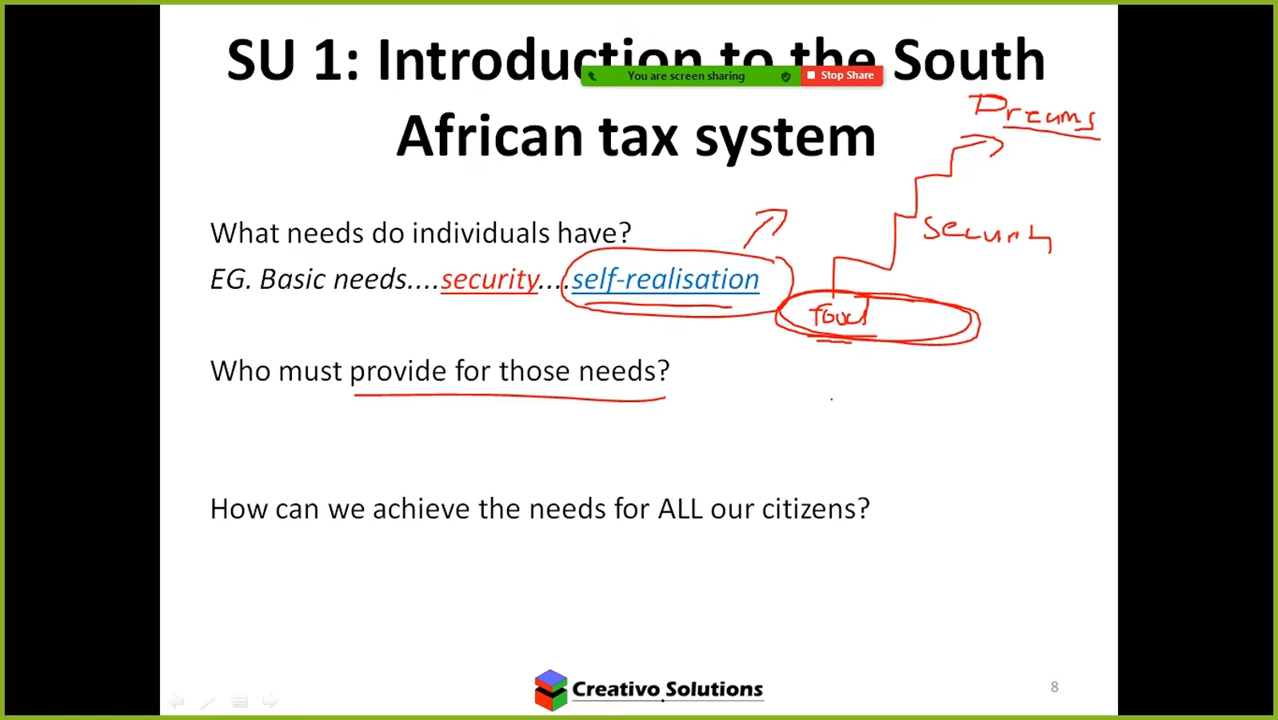 SU 1: Introduction to the South
You are screen sharing
Stop Share
African tax system
Dreams
What needs do individuals have?
Security
EG. Basic needs....security....self-realisation
food
Who must provide for those needs?
How can we achieve the needs for ALL our citizens?
Creativo Solutions
8